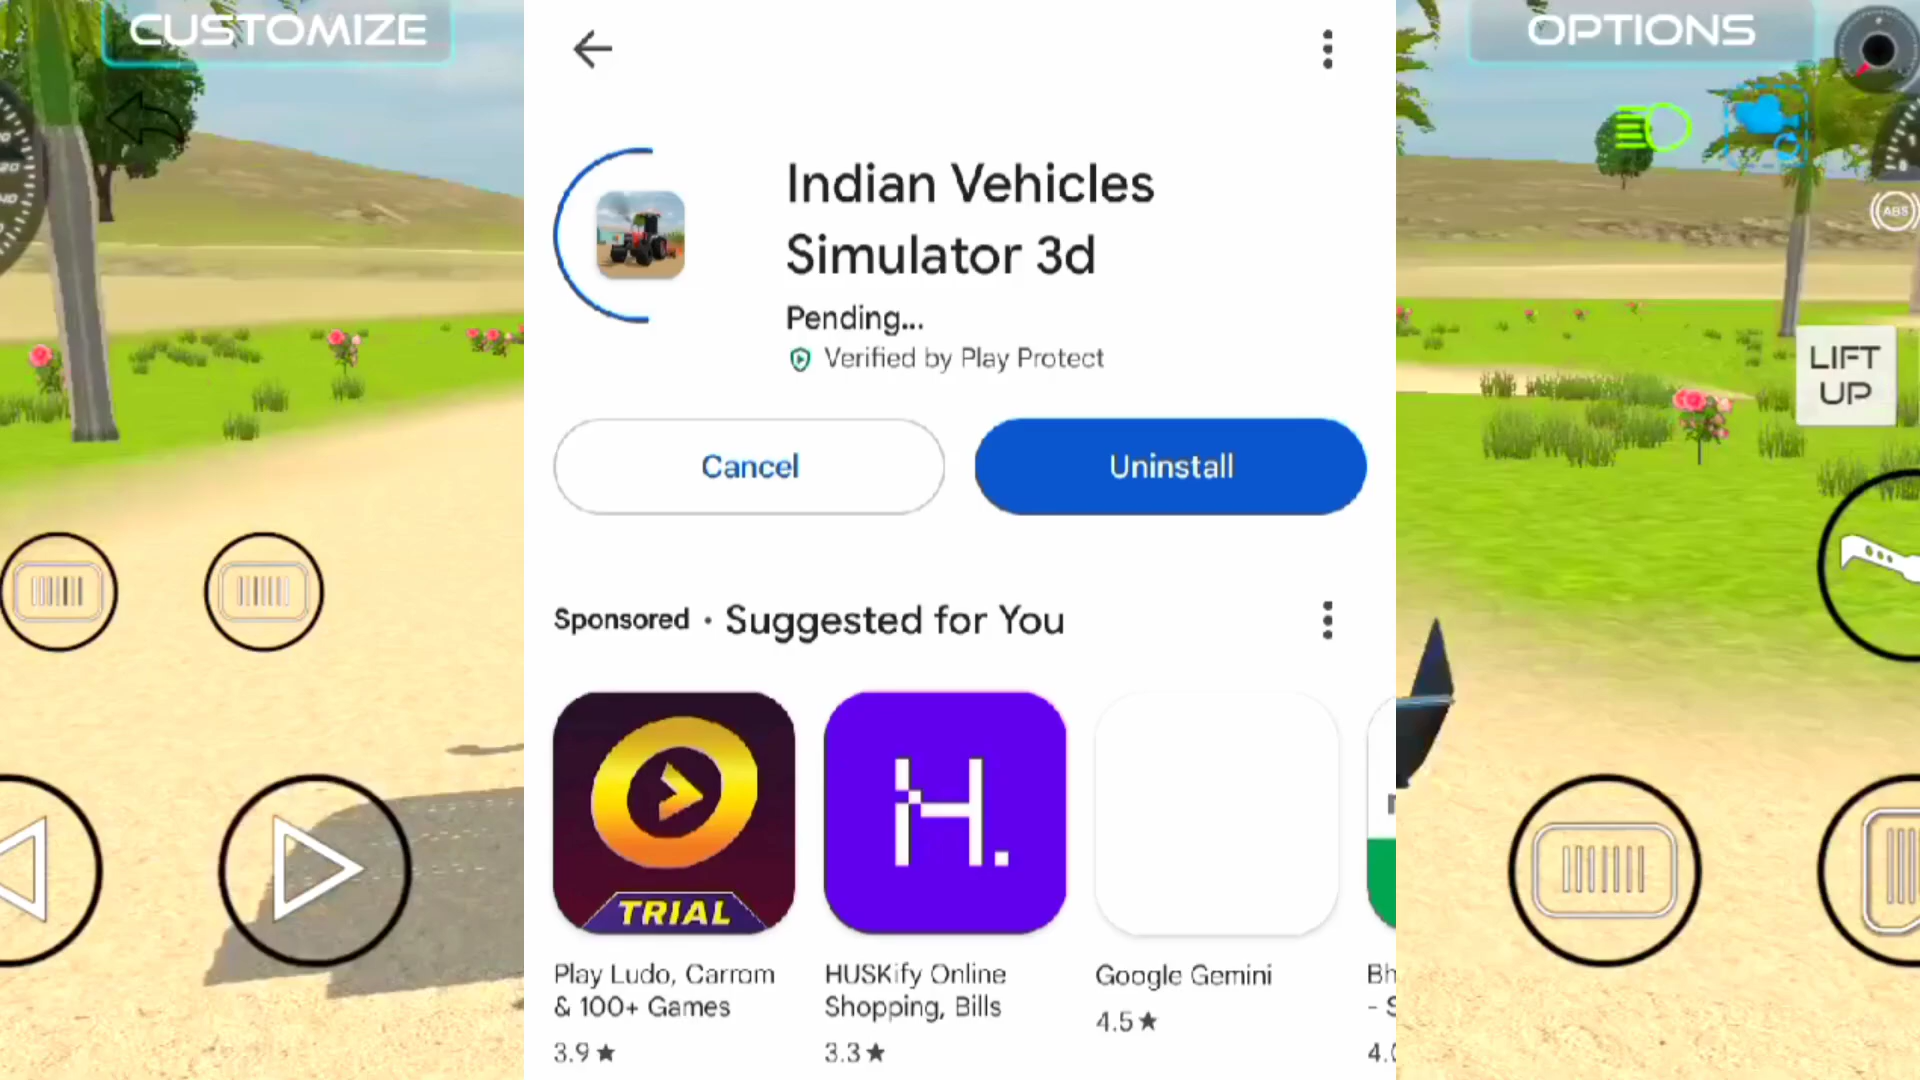 CUSTOMIZE
OPTIONS
Indian Vehicles
Simulator 3d
Pending...
Verified by Play Protect
ABS
LIFT
UP
Cancel
Uninstall
Sponsored • Suggested for You
TRIAL
H.
Play Ludo, Carrom
& 100+ Games
3.9 ★
HUSKify Online
Shopping, Bills
3.3 ★
Google Gemini
4.5 ★